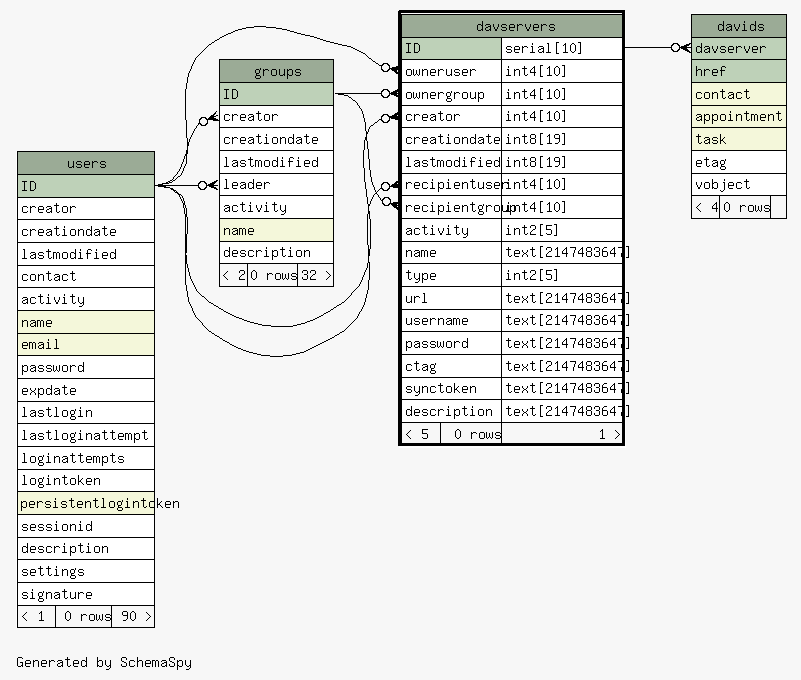 users
ID
creator
creationdate
lastmodified
contact
activity
name
email
password
expdate
lastlogin
lastloginattempt
loginattempts
logintoken
persistentlogintoken
sessionid
description
settings
signature
< 1 0 rows 90 >
groups
ID
creator
creationdate
lastmodified
leader
activity
name
description
< 2 0 rows 32 >
davservers
ID serial[10]
owneruser int4[10]
ownergroup int4[10]
creator int4[10]
creationdate int8[19]
lastmodified int8[19]
recipientuser int4[10]
recipientgroup int4[10]
activity int2[5]
name text[2147483647]
type int2[5]
url text[2147483647]
username text[2147483647]
password text[2147483647]
ctag text[2147483647]
synctoken text[2147483647]
description text[2147483647]
< 5 0 rows 1 >
davids
davserver
href
contact
appointment
task
etag
vobject
< 4 0 rows
Generated by SchemaSpy